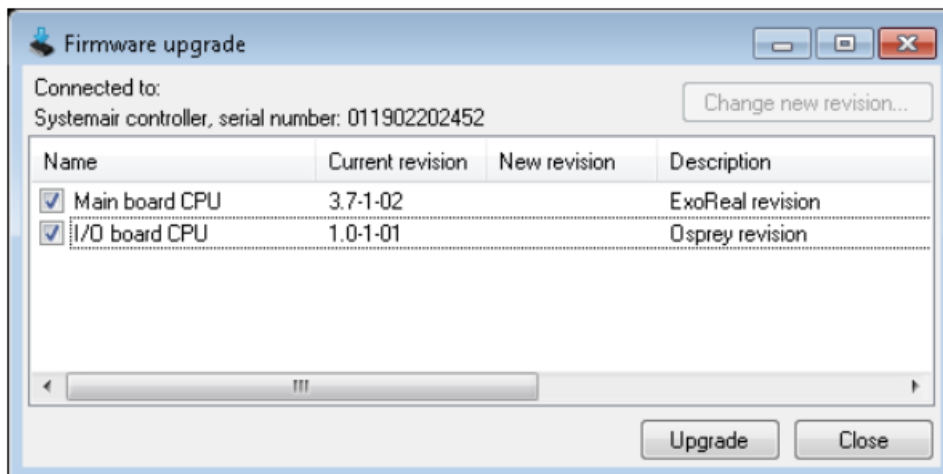 Firmware upgrade
Connected to:
Systemair controller, serial number: 011902202452
Change new revision...
Name Current revision New revision Description
Main board CPU 3.7-1-02 ExoReal revision
I/O board CPU 1.0-1-01 Osprey revision
Upgrade Close